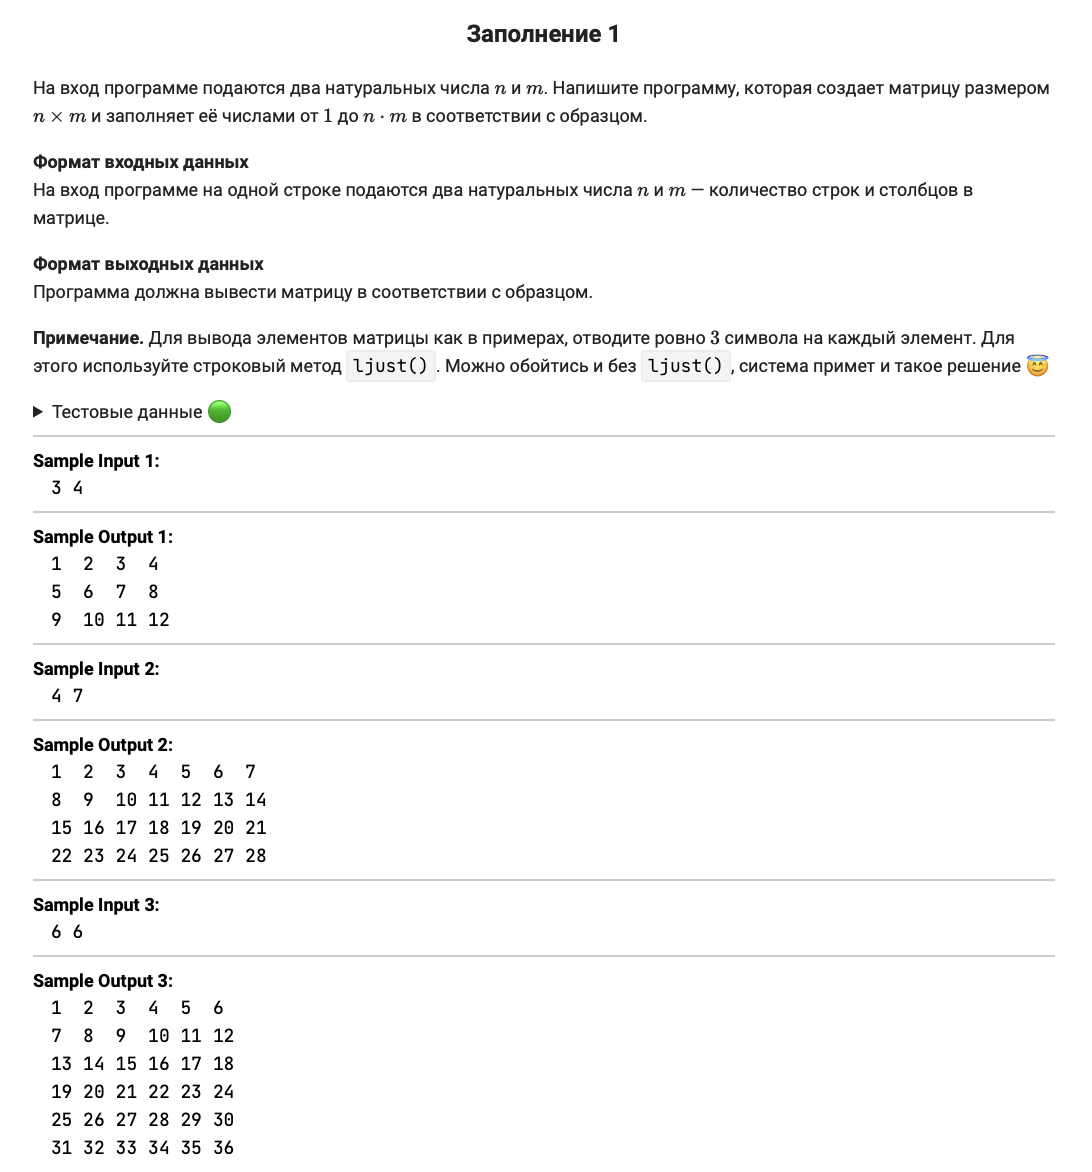 Заполнение 1
На вход программе подаются два натуральных числа n и m. Напишите программу, которая создает матрицу размером
n × m и заполняет её числами от 1 до n · m в соответствии с образцом.
Формат входных данных
На вход программе на одной строке подаются два натуральных числа n и m — количество строк и столбцов в
матрице.
Формат выходных данных
Программа должна вывести матрицу в соответствии с образцом.
Примечание. Для вывода элементов матрицы как в примерах, отводите ровно 3 символа на каждый элемент. Для
этого используйте строковый метод ljust(). Можно обойтись и без ljust(), система примет и такое решение 😇
▶ Тестовые данные 🟢
Sample Input 1:
3 4
Sample Output 1:
1  2  3  4
5  6  7  8
9  10 11 12
Sample Input 2:
4 7
Sample Output 2:
1  2  3  4  5  6  7
8  9  10 11 12 13 14
15 16 17 18 19 20 21
22 23 24 25 26 27 28
Sample Input 3:
6 6
Sample Output 3:
1  2  3  4  5  6
7  8  9  10 11 12
13 14 15 16 17 18
19 20 21 22 23 24
25 26 27 28 29 30
31 32 33 34 35 36